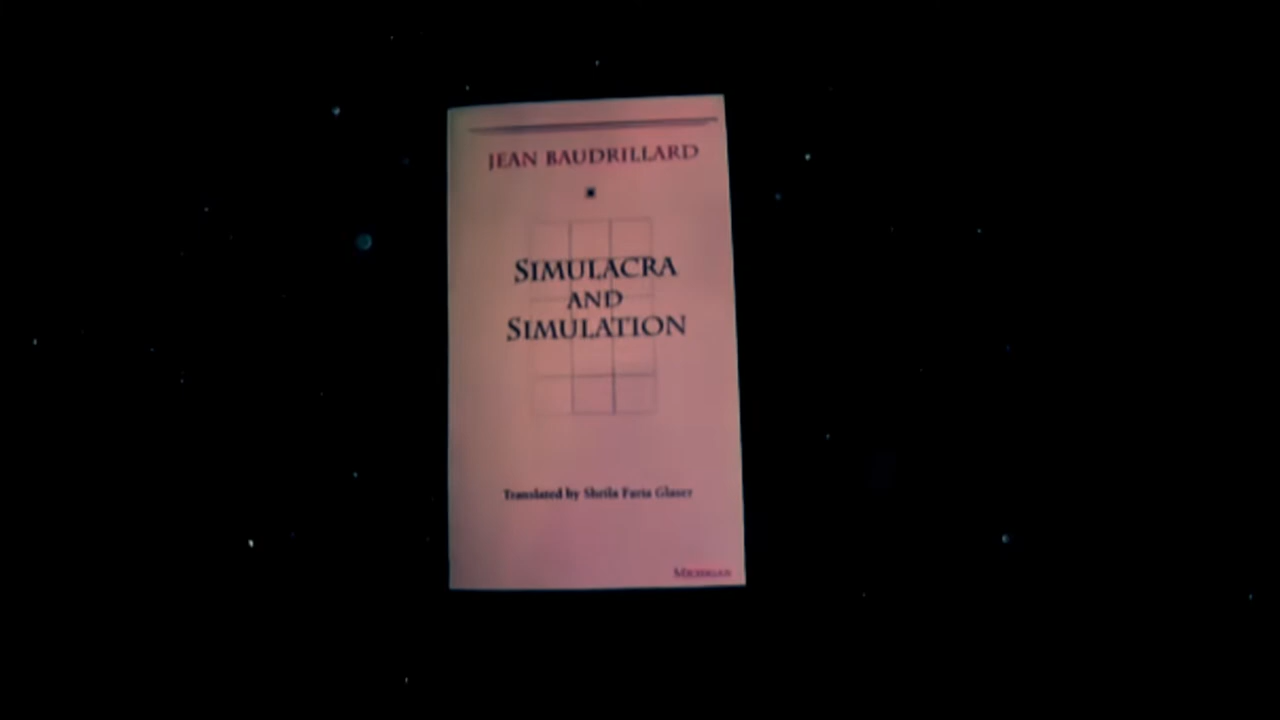 JEAN BAUDRILLARD
SIMULACRA
AND
SIMULATION
Translated by Sheila Faria Glaser
MICHIGAN